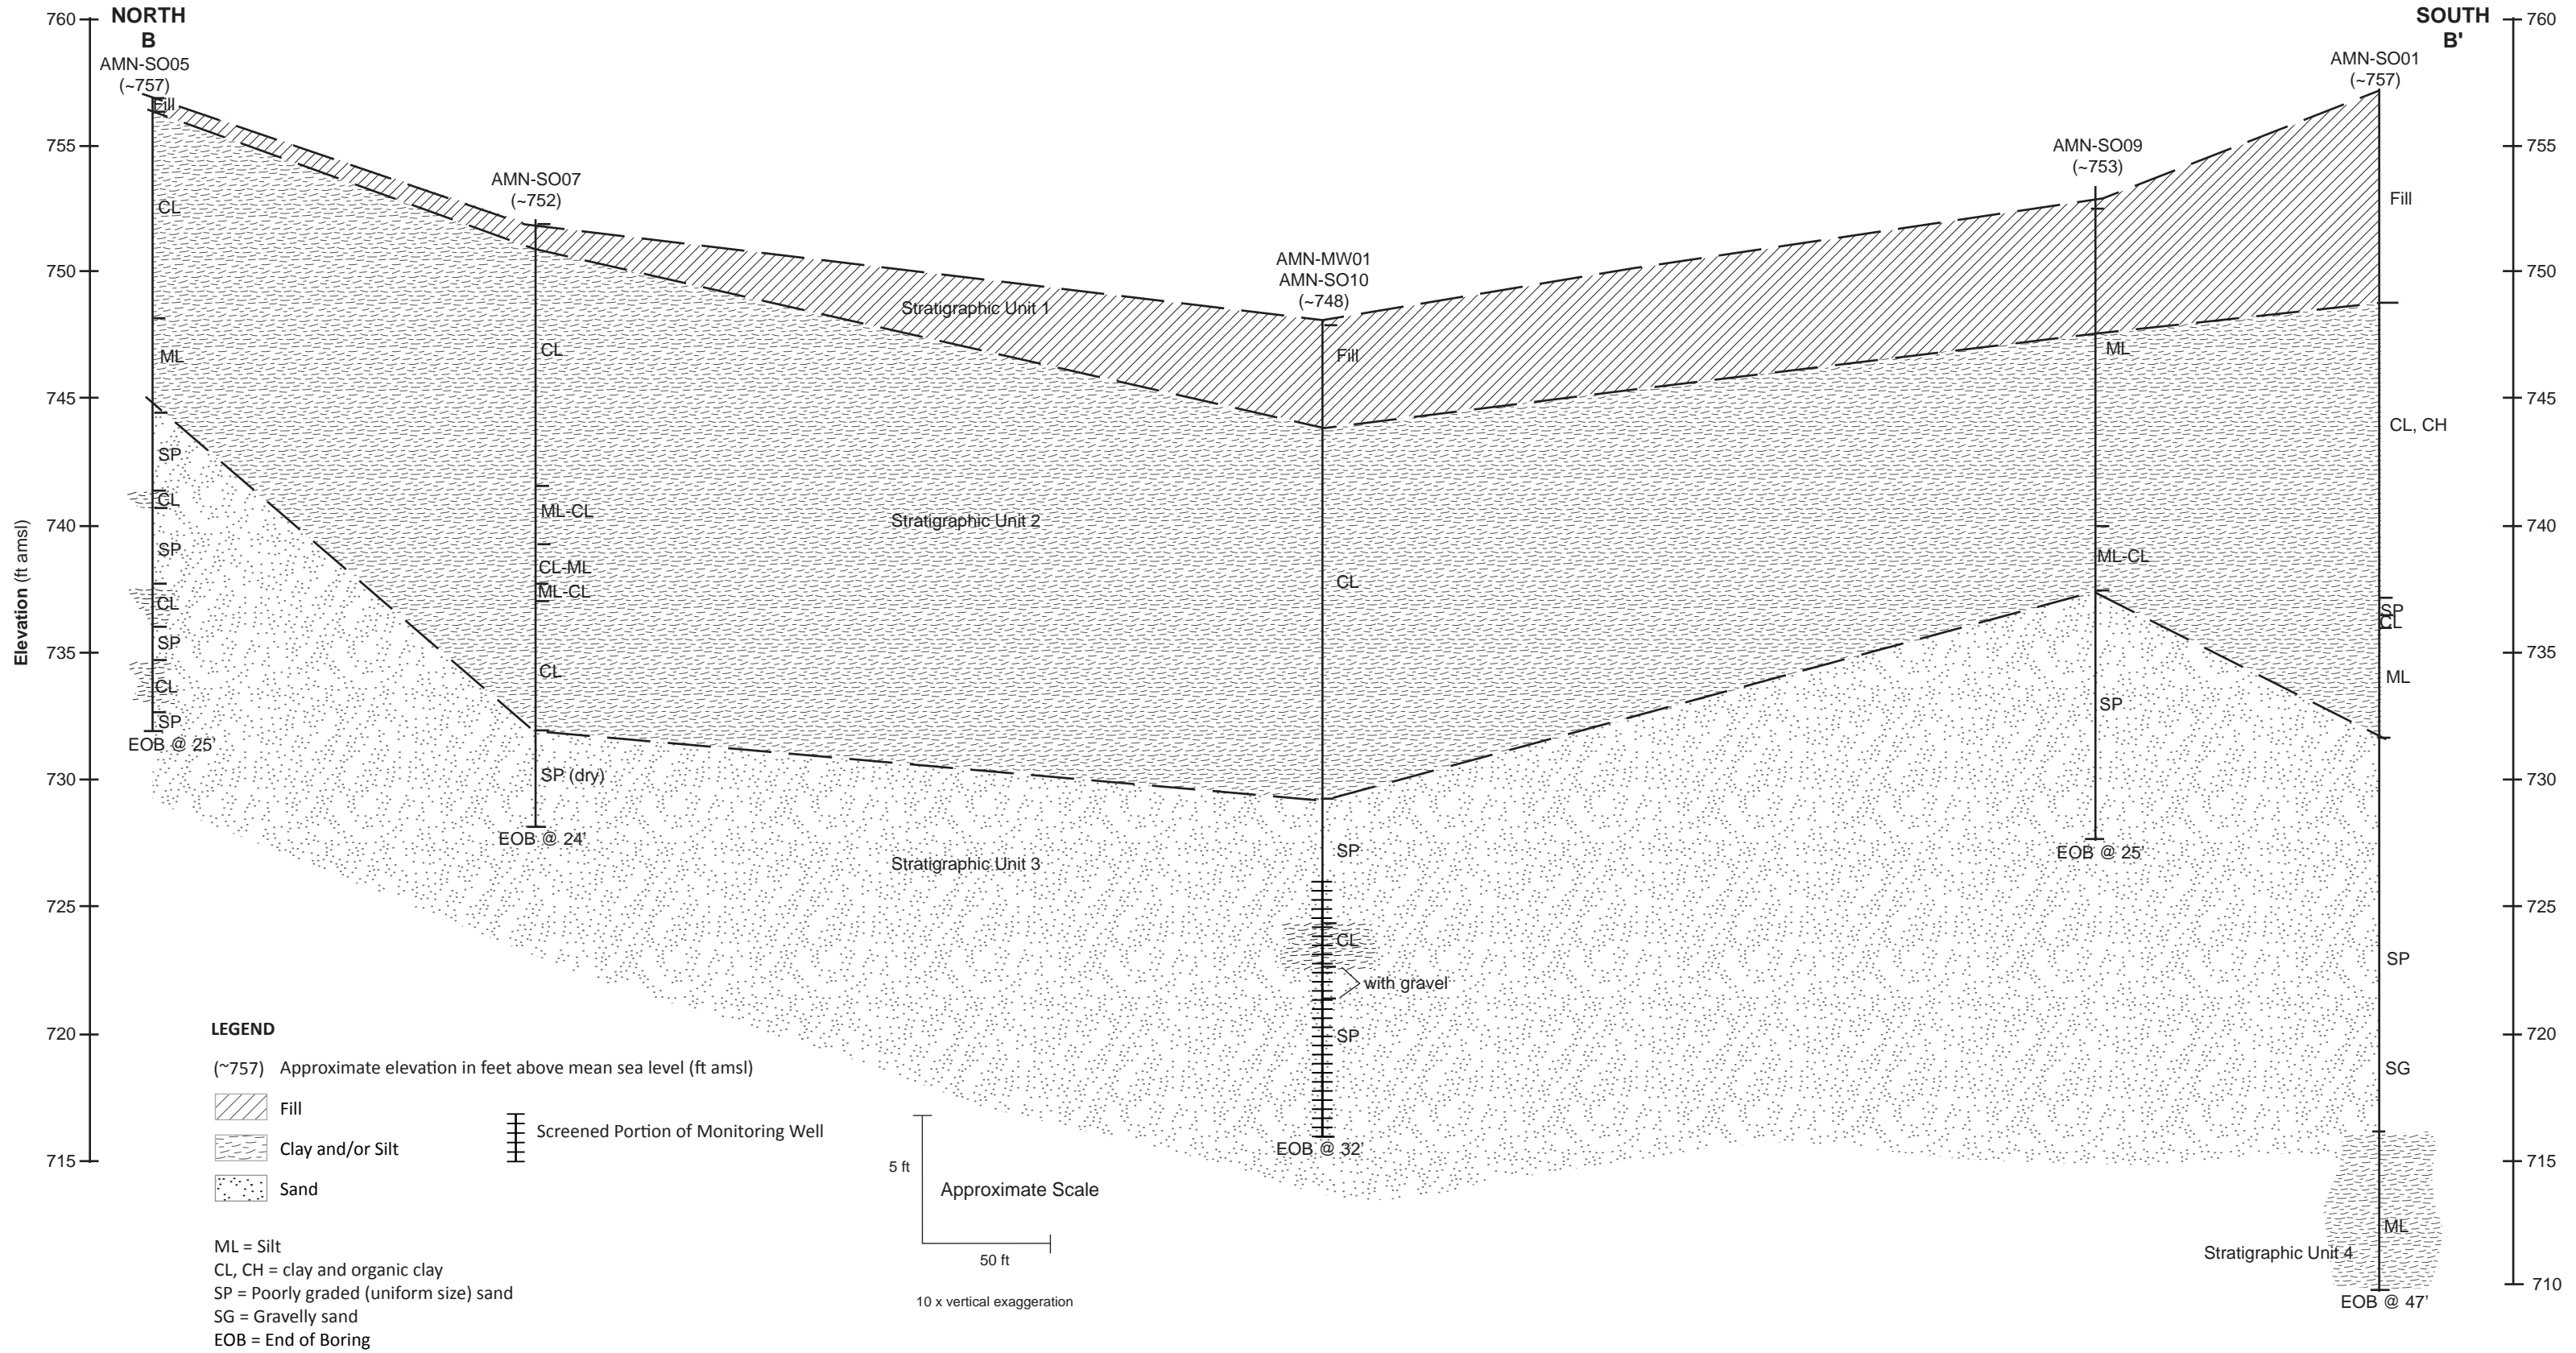 760
NORTH
B
AMN-SO05
(~757)
Fill
CL
ML
SP
CL
SP
CL
SP
CL
SP
EOB @ 25'
755
750
745
740
735
730
725
720
715
Elevation (ft amsl)
AMN-SO07
(~752)
CL
ML-CL
CL-ML
ML-CL
CL
SP (dry)
EOB @ 24'
Stratigraphic Unit 1
Stratigraphic Unit 2
Stratigraphic Unit 3
AMN-MW01
AMN-SO10
(~748)
Fill
CL
SP
CL
with gravel
SP
EOB @ 32'
AMN-SO09
(~753)
ML
ML-CL
SP
EOB @ 25'
SOUTH
B'
AMN-SO01
(~757)
Fill
CL, CH
SP
CL
ML
SP
SG
ML
Stratigraphic Unit 4
EOB @ 47'
760
755
750
745
740
735
730
725
720
715
710
LEGEND
(~757) Approximate elevation in feet above mean sea level (ft amsl)
Fill
Clay and/or Silt
Sand
Screened Portion of Monitoring Well
ML = Silt
CL, CH = clay and organic clay
SP = Poorly graded (uniform size) sand
SG = Gravelly sand
EOB = End of Boring
5 ft
Approximate Scale
50 ft
10 x vertical exaggeration